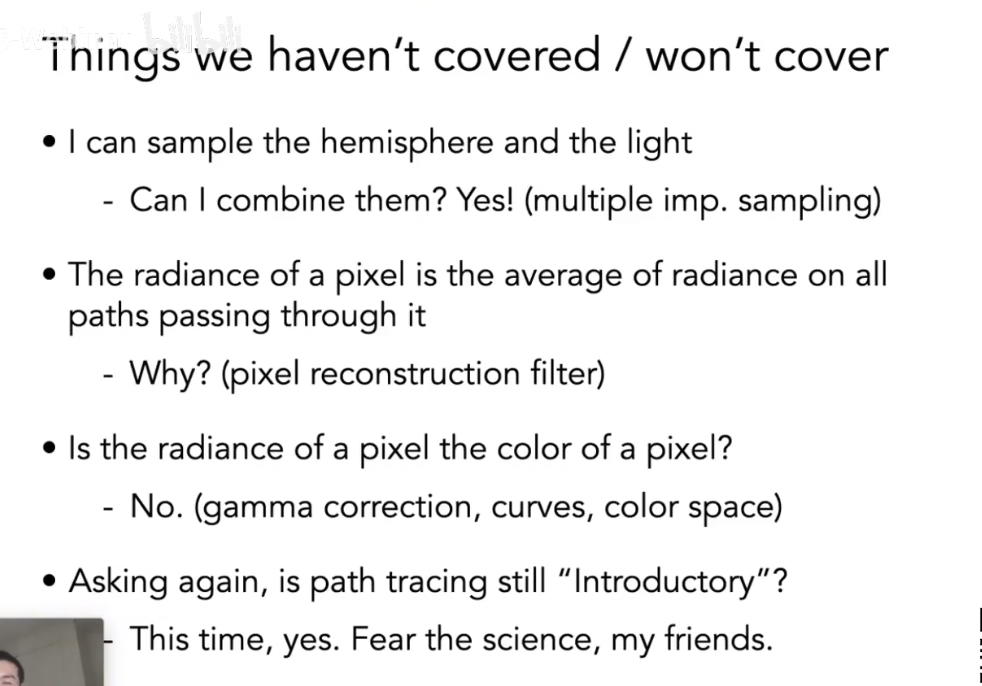 Things we haven't covered / won't cover
• I can sample the hemisphere and the light
- Can I combine them? Yes! (multiple imp. sampling)
• The radiance of a pixel is the average of radiance on all
paths passing through it
- Why? (pixel reconstruction filter)
• Is the radiance of a pixel the color of a pixel?
- No. (gamma correction, curves, color space)
• Asking again, is path tracing still “Introductory”?
- This time, yes. Fear the science, my friends.